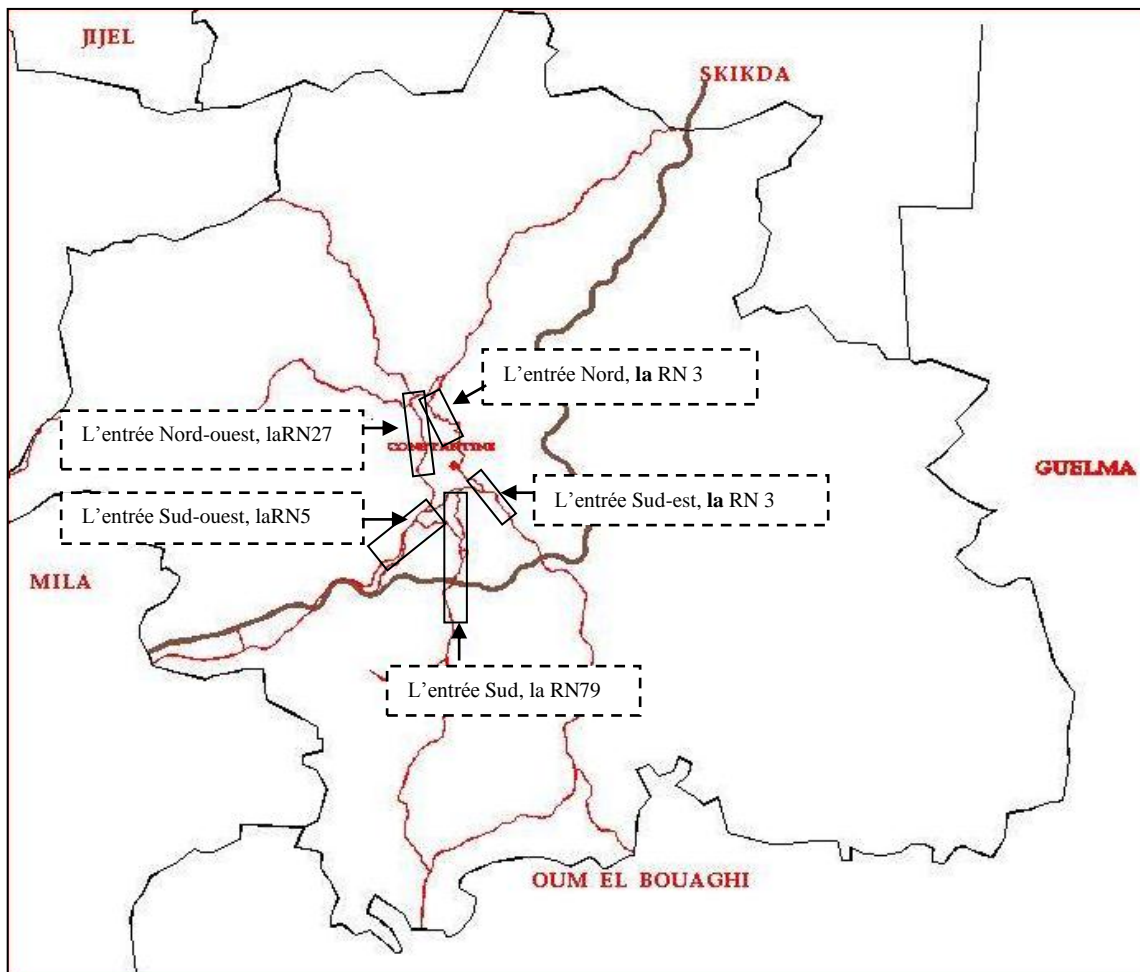 JIJEL
SKIKDA
L'entrée Nord, la RN 3
L'entrée Nord-ouest, laRN27
CONSTANTINE
GUELMA
L'entrée Sud-est, la RN 3
L'entrée Sud-ouest, laRN5
MILA
L'entrée Sud, la RN79
OUM EL BOUAGHI